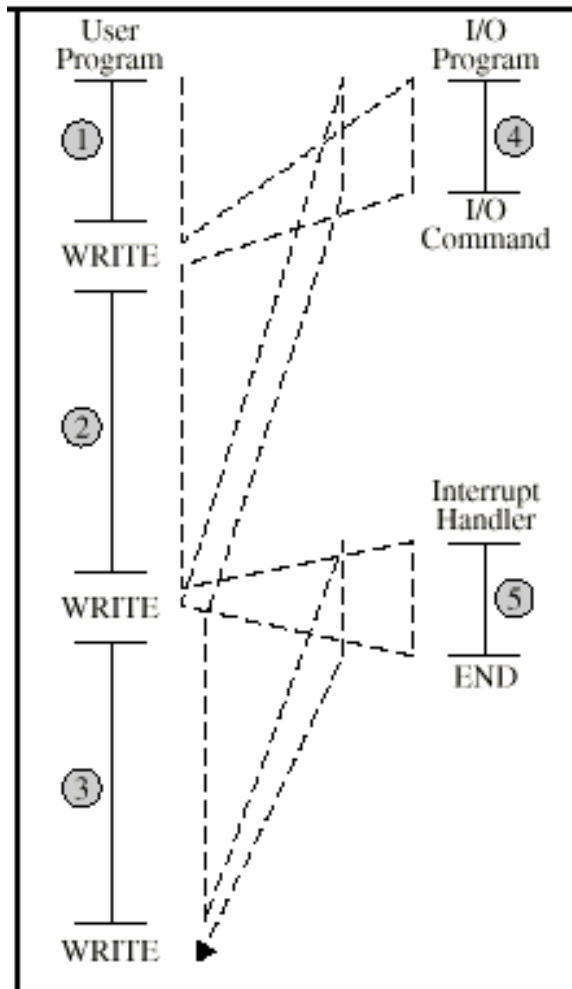 User
Program
1
WRITE
2
WRITE
3
WRITE
I/O
Program
4
I/O
Command
Interrupt
Handler
5
END